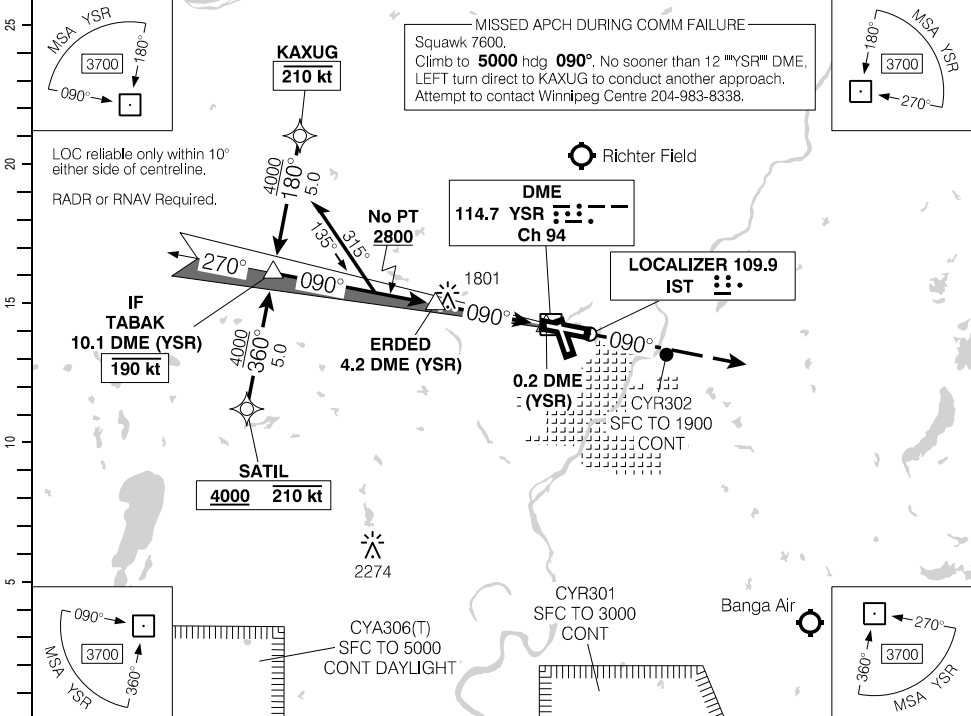 25
20
15
10
5
MSA YSR
3700
180°
090°
MISSED APCH DURING COMM FAILURE
Squawk 7600.
Climb to 5000 hdg 090°. No sooner than 12 ""YSR"" DME,
LEFT turn direct to KAXUG to conduct another approach.
Attempt to contact Winnipeg Centre 204-983-8338.
MSA YSR
180°
3700
270°
KAXUG
210 kt
LOC reliable only within 10°
either side of centreline.
RADR or RNAV Required.
4000
180°
5.0
Richter Field
DME
114.7 YSR
Ch 94
No PT
2800
135°
315°
LOCALIZER 109.9
IST
270°
090°
1801
090°
090°
IF
TABAK
10.1 DME (YSR)
190 kt
4000
360°
5.0
ERDED
4.2 DME (YSR)
0.2 DME
(YSR)
CYR302
SFC TO 1900
CONT
SATIL
4000 210 kt
2274
CYA306(T)
SFC TO 5000
CONT DAYLIGHT
CYR301
SFC TO 3000
CONT
Banga Air
090°
3700
360°
MSA YSR
270°
3700
360°
MSA YSR